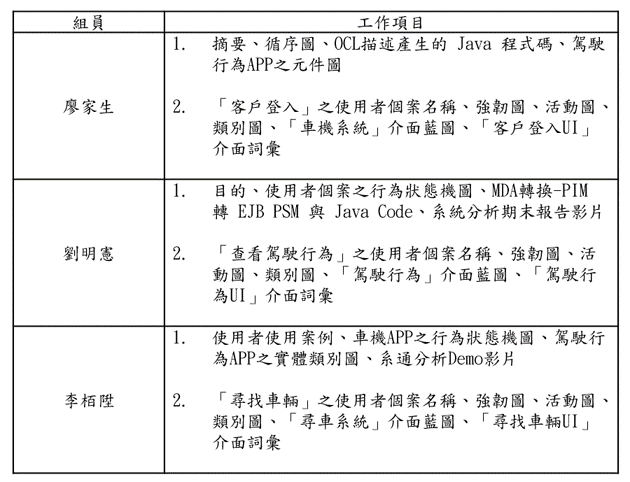 組員 工作項目
1. 摘要、循序圖、OCL描述產生的 Java 程式碼、駕駛
行為APP之元件圖
廖家生
2. 「客戶登入」之使用者個案名稱、強韌圖、活動圖、
類別圖、「車機系統」介面藍圖、「客戶登入UI」
介面詞彙
1. 目的、使用者個案之行為狀態機圖、MDA轉換-PIM
轉 EJB PSM 與 Java Code、系統分析期末報告影片
劉明憲
2. 「查看駕駛行為」之使用者個案名稱、強韌圖、活
動圖、類別圖、「駕駛行為」介面藍圖、「駕駛行
為UI」介面詞彙
1. 使用者使用案例、車機APP之行為狀態機圖、駕駛行
為APP之實體類別圖、系通分析Demo影片
李栢陞
2. 「尋找車輛」之使用者個案名稱、強韌圖、活動圖、
類別圖、「尋車系統」介面藍圖、「尋找車輛UI」
介面詞彙